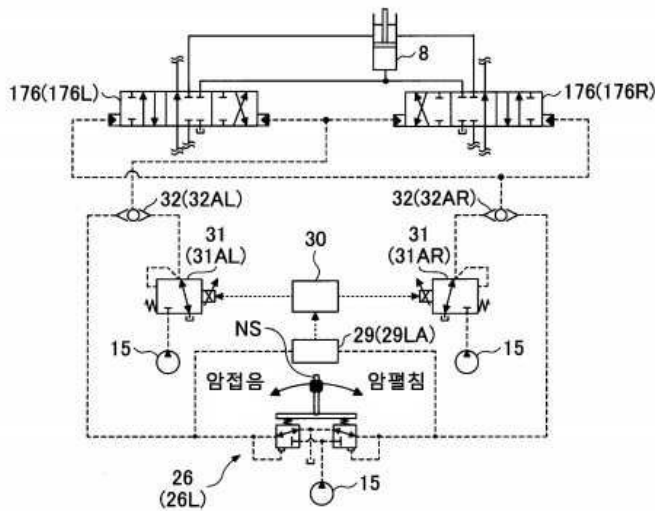 8
176(176L)
176(176R)
32(32AL)
32(32AR)
31
(31AL)
30
31
(31AR)
NS
29(29LA)
15
15
암접음
암펼침
26
(26L)
15